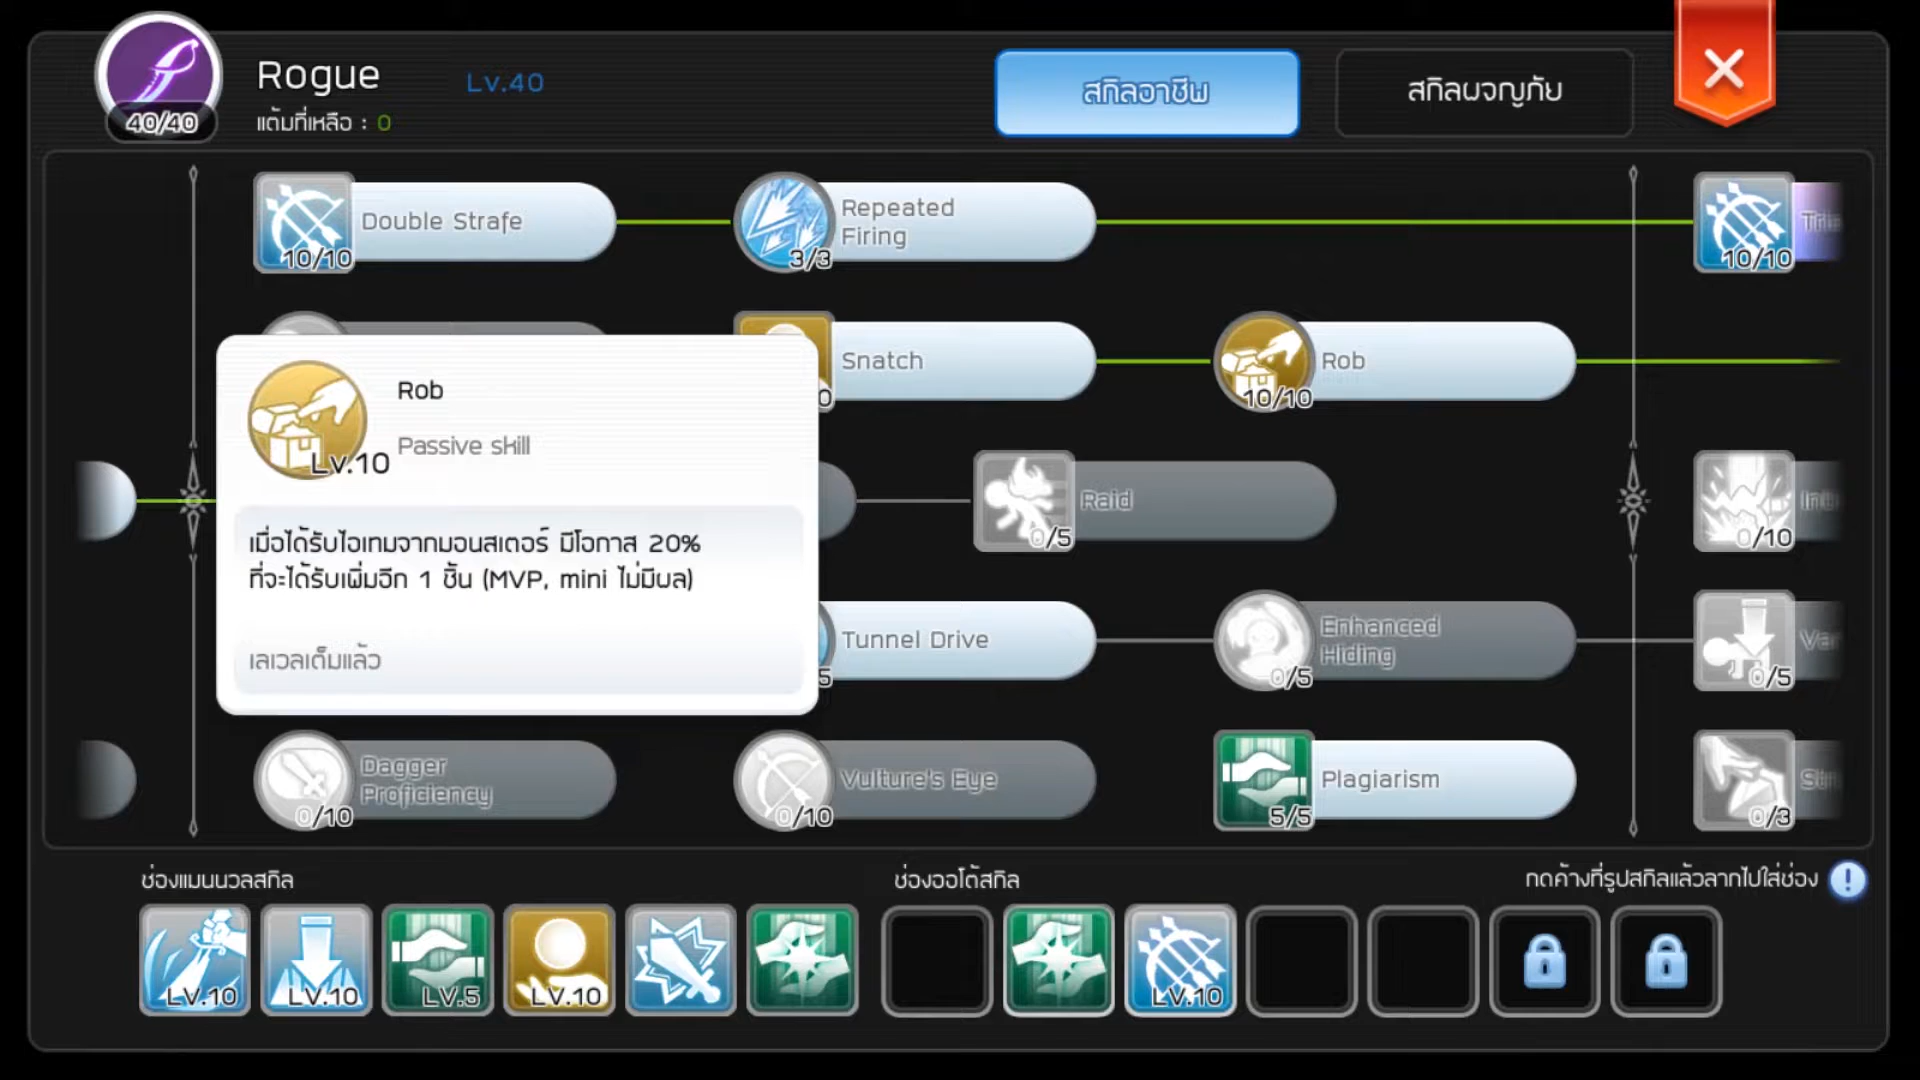 Rogue
Lv.40
40/40
แต้มที่เหลือ : 0
สกิลอาชีพ
สกิลผจญภัย
Double Strafe
10/10
Repeated
Firing
3/3
10/10
Snatch
Rob
10/10
Rob
Passive skill
Lv.10
เมื่อได้รับไอเทมจากมอนสเตอร์ มีโอกาส 20%
ที่จะได้รับเพิ่มอีก 1 ชิ้น (MVP, mini ไม่มีผล)
เลเวลเต็มแล้ว
Raid
0/5
0/10
Tunnel Drive
Enhanced
Hiding
0/5
0/5
Dagger
Proficiency
0/10
Vulture's Eye
0/10
Plagiarism
5/5
0/3
ช่องแมนนวลสกิล
ช่องออโต้สกิล
กดค้างที่รูปสกิลแล้วลากไปใส่ช่อง
LV.10
LV.10
LV.5
LV.10
LV.10